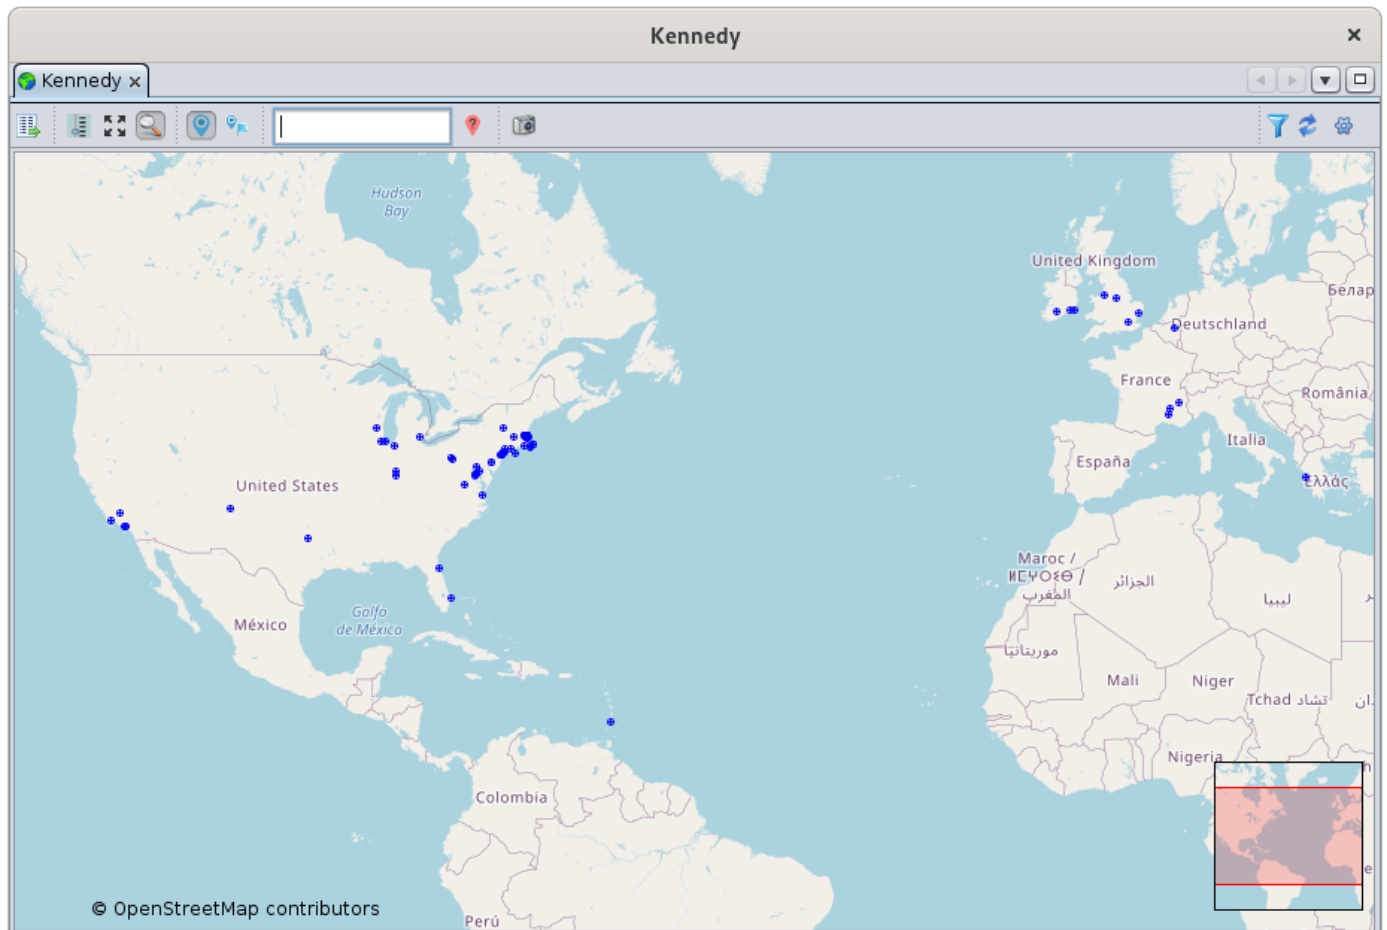 Kennedy
Kennedy
Hudson
Bay
United Kingdom
Белар
Deutschland
France
România
Italia
España
Ελλάς
United States
Maroc /
ⵍⵎⵖⵔⵉⴱ /
المغرب
الجزائر
ليبيا
Golfo
de México
México
موريتانيا
Mali
Niger
Tchad تشاد
Nigeria
Colombia
Perú
© OpenStreetMap contributors